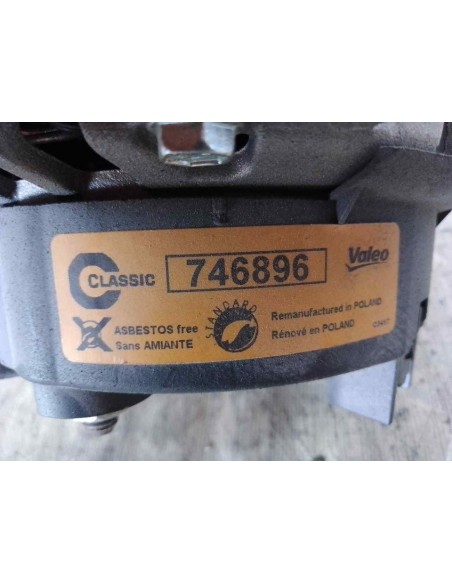 C CLASSIC
746896
Valeo
ASBESTOS free
Sans AMIANTE
STANDARD
Remanufactured in POLAND
Rénové en POLAND